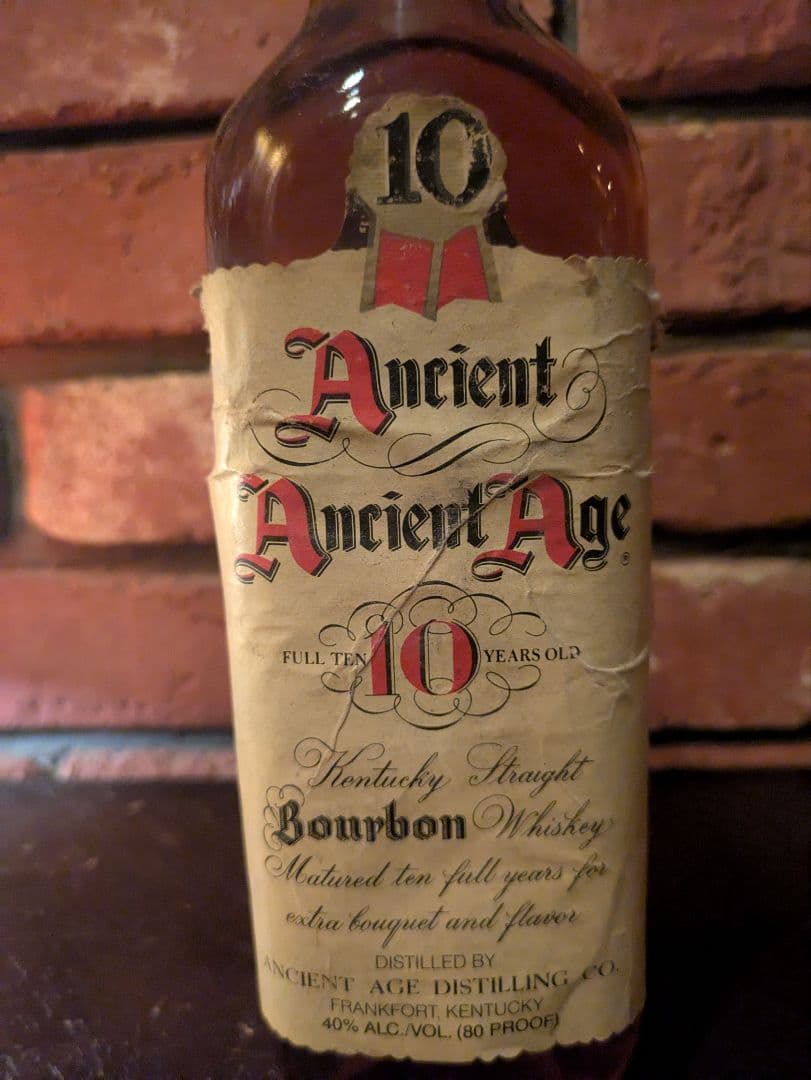 10
Ancient
Ancient Age ®
FULL TEN 10 YEARS OLD
Kentucky Straight
Bourbon Whiskey
Matured ten full years for
extra bouquet and flavor
DISTILLED BY
ANCIENT AGE DISTILLING CO.
FRANKFORT, KENTUCKY
40% ALC./VOL. (80 PROOF)